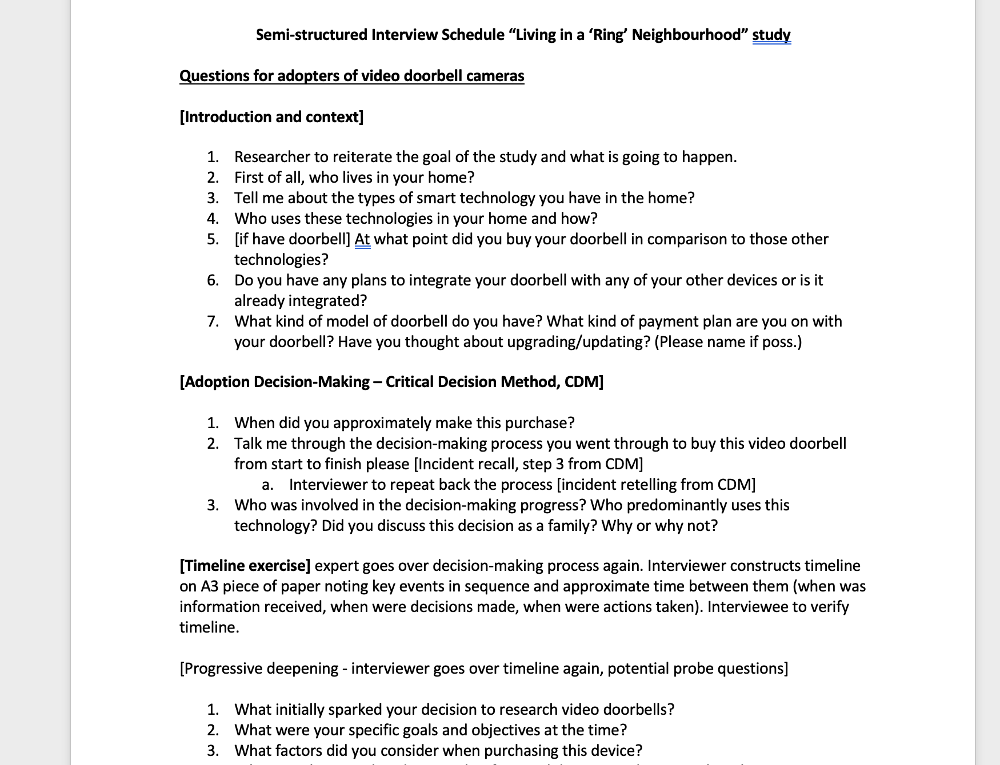 Semi-structured Interview Schedule “Living in a ‘Ring’ Neighbourhood” study
Questions for adopters of video doorbell cameras
[Introduction and context]
1. Researcher to reiterate the goal of the study and what is going to happen.
2. First of all, who lives in your home?
3. Tell me about the types of smart technology you have in the home?
4. Who uses these technologies in your home and how?
5. [if have doorbell] At what point did you buy your doorbell in comparison to those other
technologies?
6. Do you have any plans to integrate your doorbell with any of your other devices or is it
already integrated?
7. What kind of model of doorbell do you have? What kind of payment plan are you on with
your doorbell? Have you thought about upgrading/updating? (Please name if poss.)
[Adoption Decision-Making – Critical Decision Method, CDM]
1. When did you approximately make this purchase?
2. Talk me through the decision-making process you went through to buy this video doorbell
from start to finish please [Incident recall, step 3 from CDM]
a. Interviewer to repeat back the process [incident retelling from CDM]
3. Who was involved in the decision-making progress? Who predominantly uses this
technology? Did you discuss this decision as a family? Why or why not?
[Timeline exercise] expert goes over decision-making process again. Interviewer constructs timeline
on A3 piece of paper noting key events in sequence and approximate time between them (when was
information received, when were decisions made, when were actions taken). Interviewee to verify
timeline.
[Progressive deepening - interviewer goes over timeline again, potential probe questions]
1. What initially sparked your decision to research video doorbells?
2. What were your specific goals and objectives at the time?
3. What factors did you consider when purchasing this device?